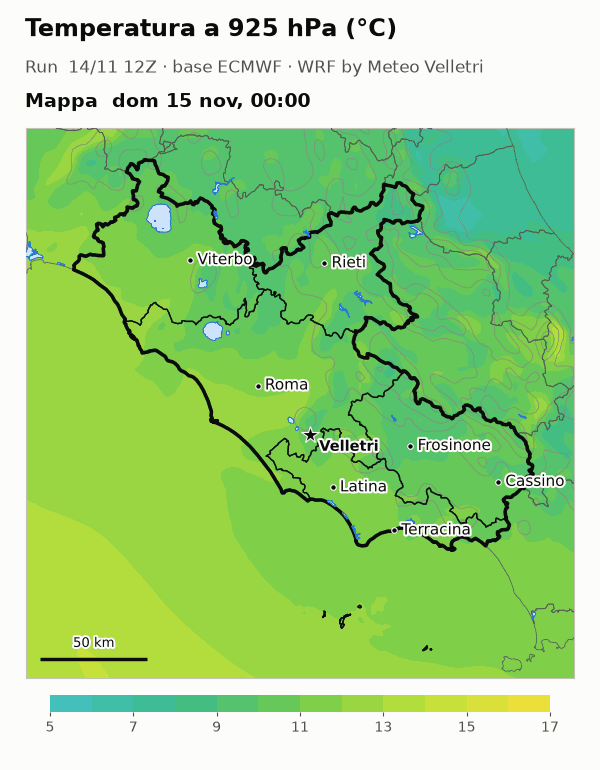 Temperatura a 925 hPa (°C)
Run  14/11 12Z · base ECMWF · WRF by Meteo Velletri
Mappa  dom 15 nov, 00:00
Viterbo
Rieti
Roma
Velletri
Frosinone
Latina
Cassino
Terracina
50 km
5 7 9 11 13 15 17